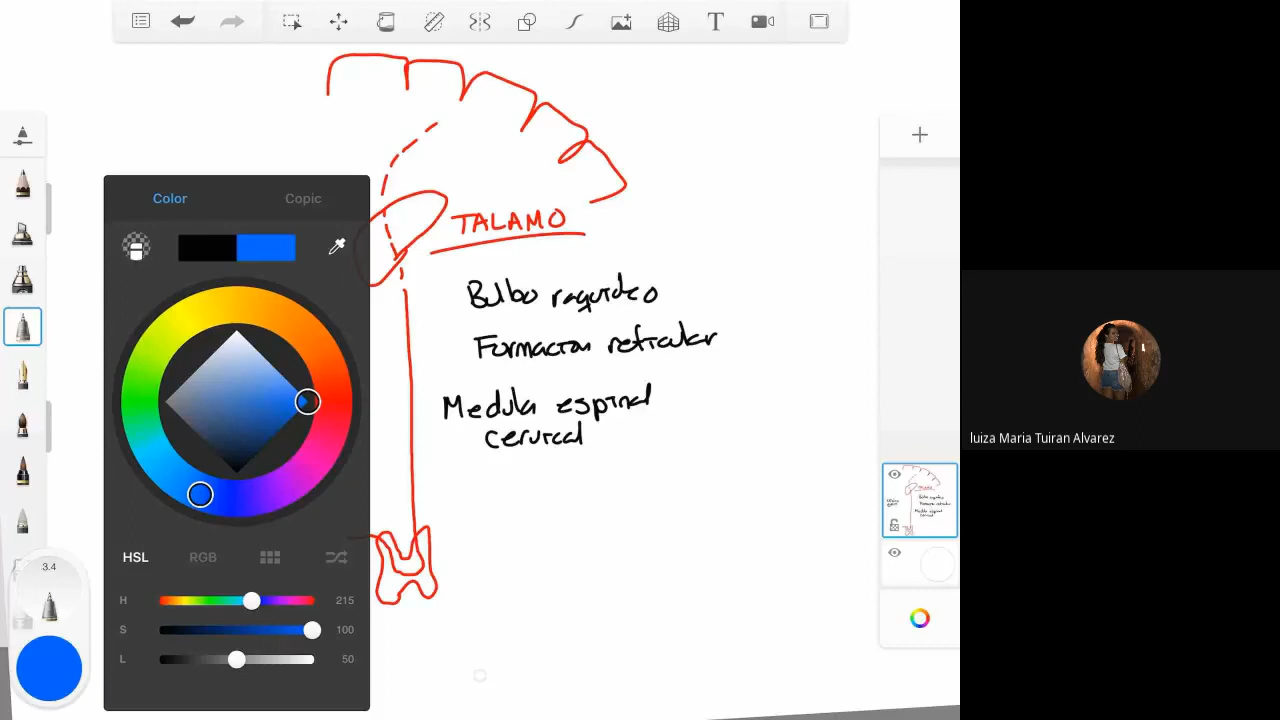 T
Color
Copic
TALAMO
Bulbo raquideo
Formacion reticular
Medula espinal
cervical
HSL
RGB
3.4
H 215
S 100
L 50
luiza Maria Tuiran Alvarez